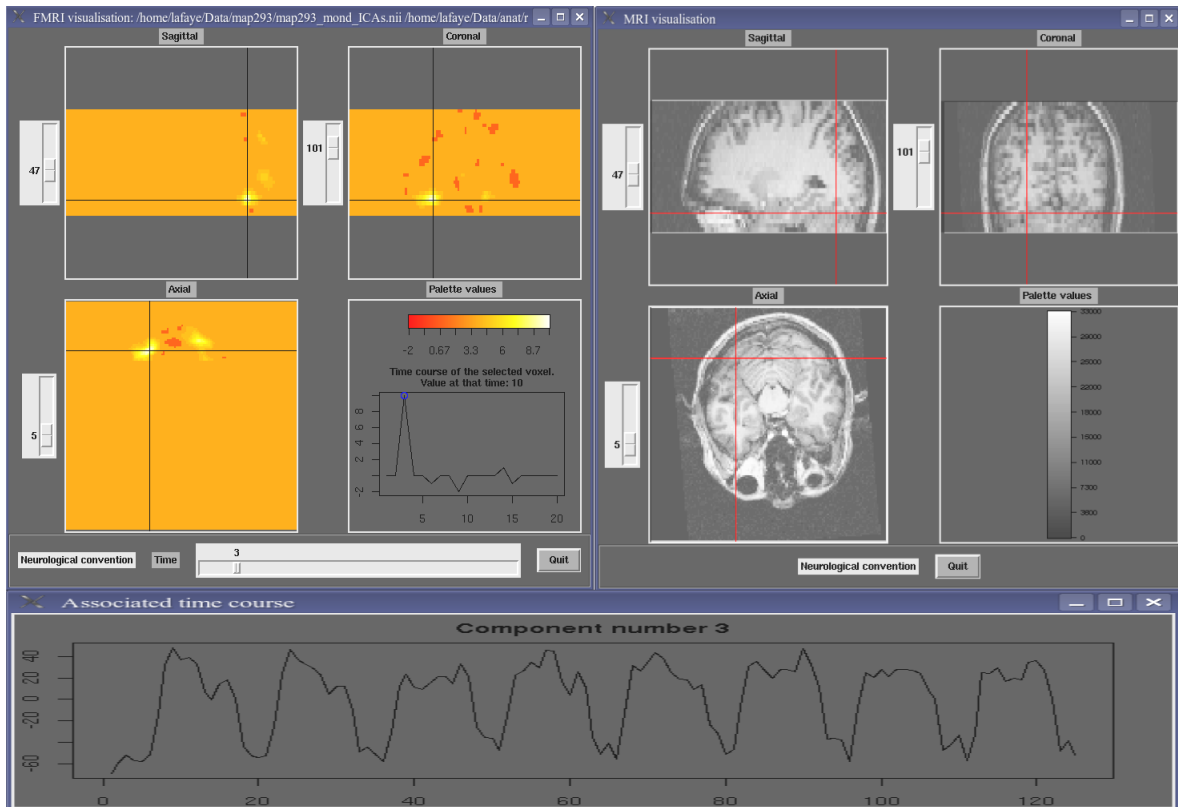 FMRI visualisation: /home/lafaye/Data/map293/map293_mond_ICAs.nii /home/lafaye/Data/anat/r
Sagittal
Coronal
47
101
Axial
Palette values
-2 0.67 3.3 6 8.7
Time course of the selected voxel.
Value at that time: 10
8
6
4
2
-2
5 10 15 20
5
Neurological convention
Time
3
Quit
MRI visualisation
Sagittal
Coronal
47
101
Axial
Palette values
33000
29000
26000
22000
18000
15000
11000
7300
3600
0
5
Neurological convention
Quit
Associated time course
Component number 3
40
20
0
-20
-60
0 20 40 60 80 100 120